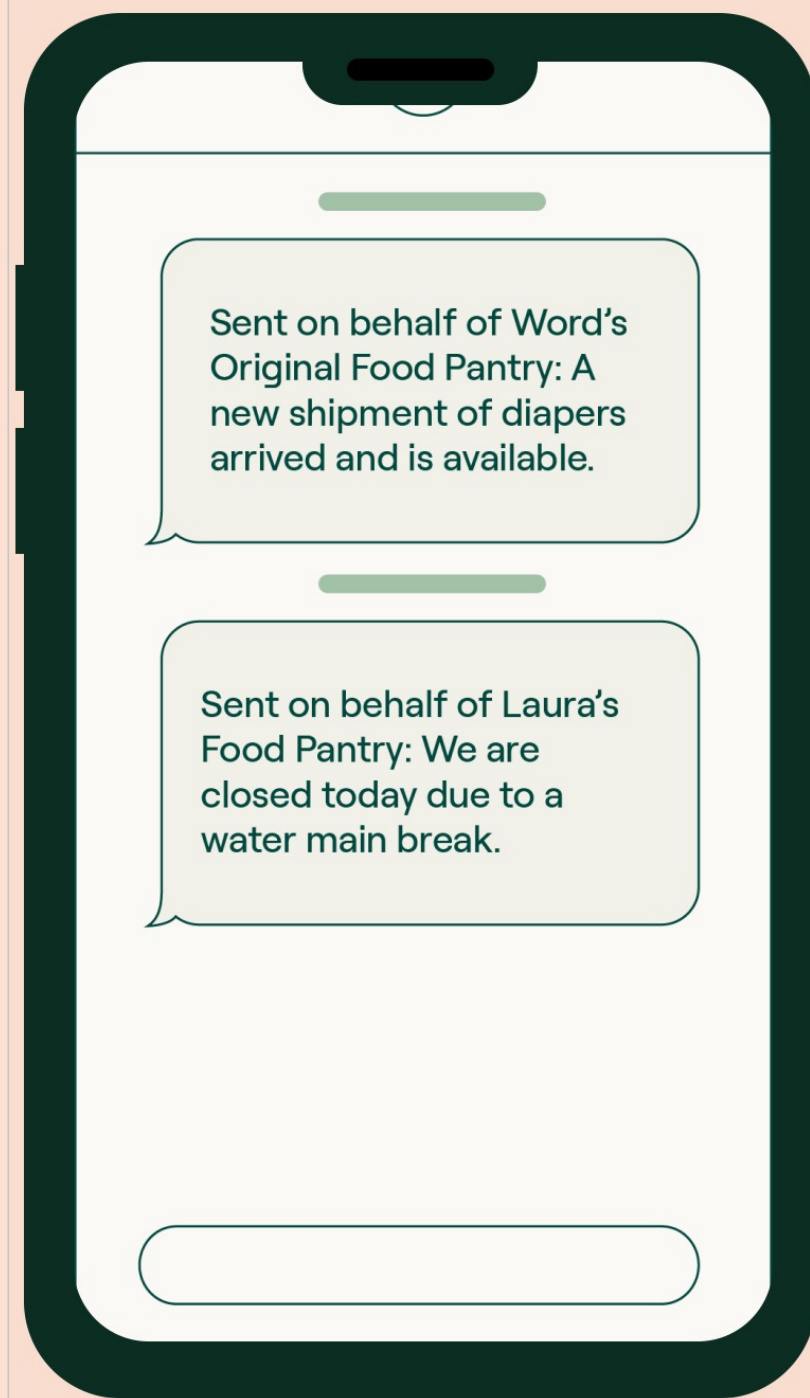 Sent on behalf of Word’s
Original Food Pantry: A
new shipment of diapers
arrived and is available.
Sent on behalf of Laura’s
Food Pantry: We are
closed today due to a
water main break.